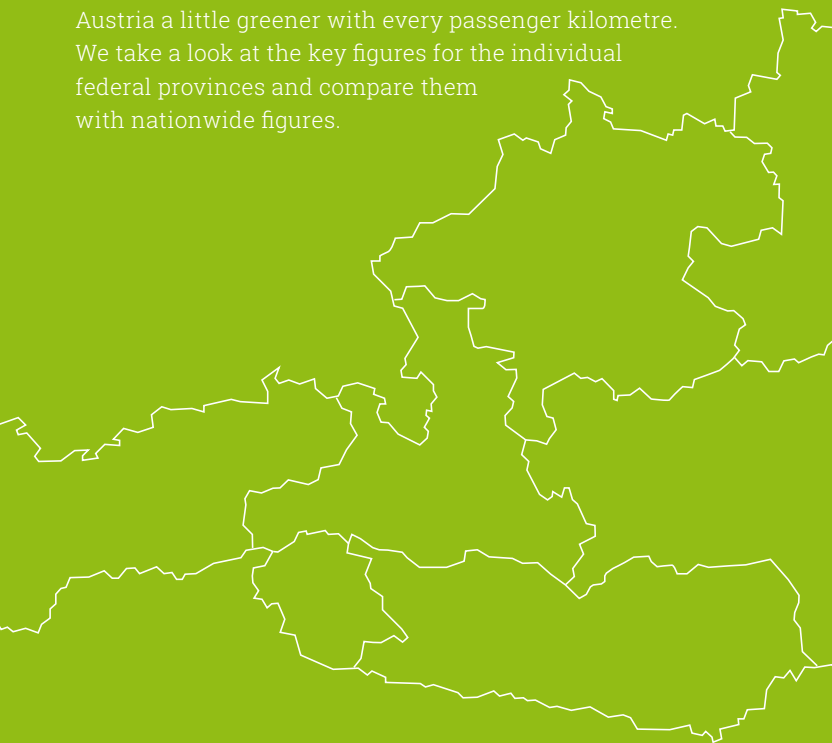 Austria a little greener with every passenger kilometre.
We take a look at the key figures for the individual
federal provinces and compare them
with nationwide figures.